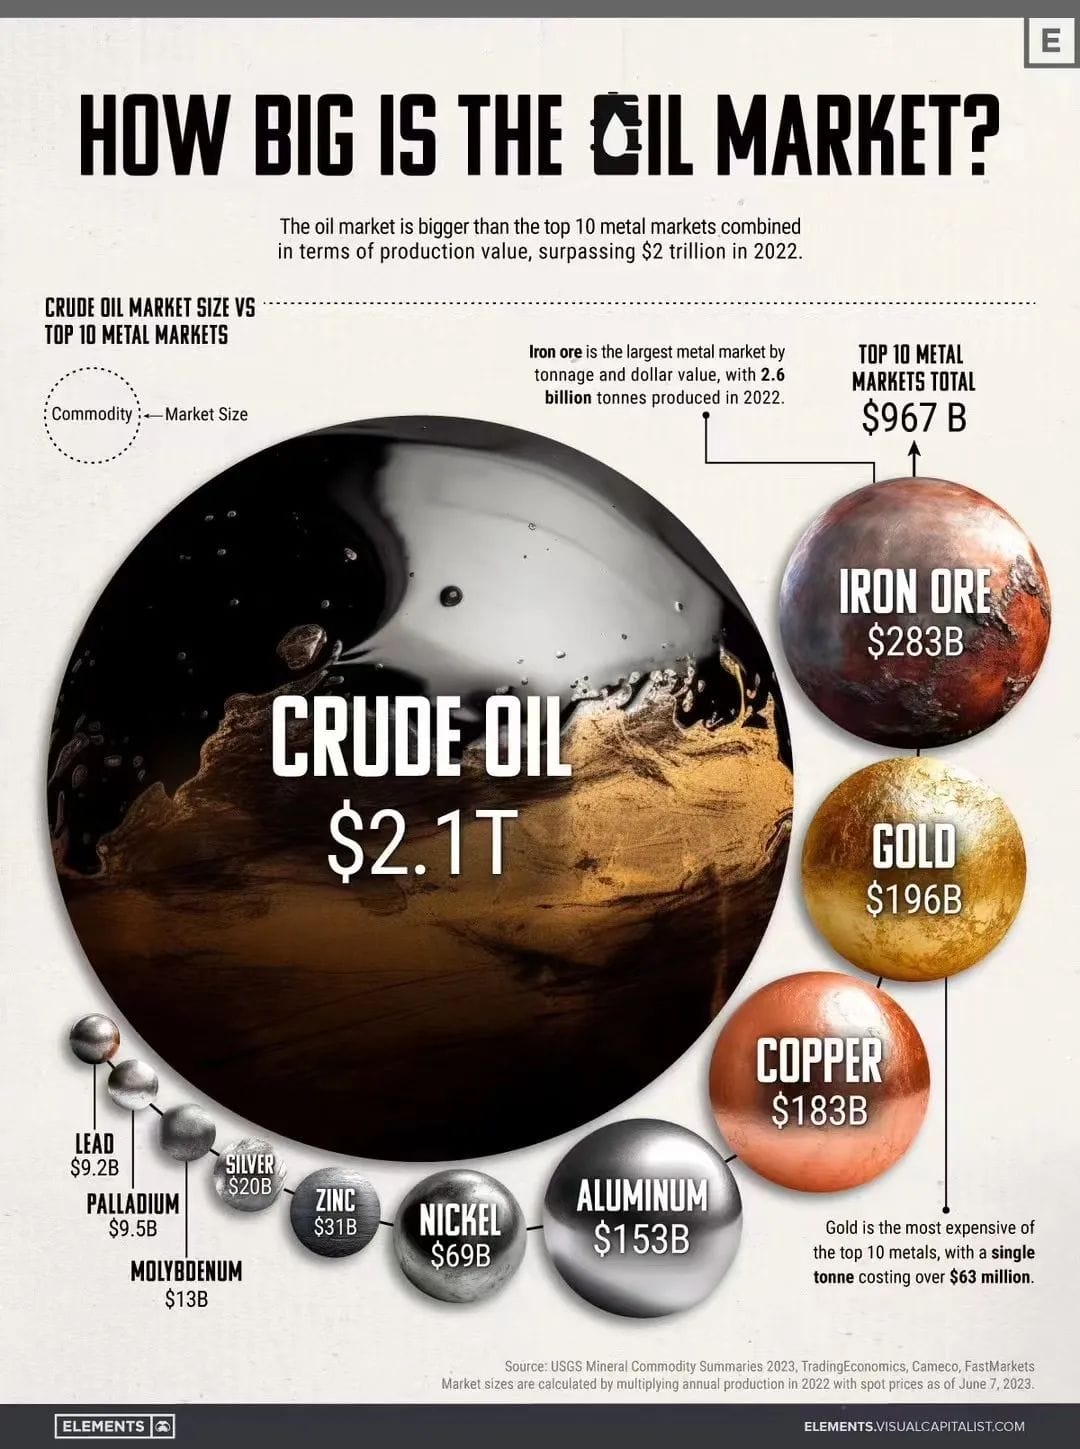 E
HOW BIG IS THE OIL MARKET?
The oil market is bigger than the top 10 metal markets combined
in terms of production value, surpassing $2 trillion in 2022.
CRUDE OIL MARKET SIZE VS
TOP 10 METAL MARKETS
Commodity
Market Size
Iron ore is the largest metal market by
tonnage and dollar value, with 2.6
billion tonnes produced in 2022.
TOP 10 METAL
MARKETS TOTAL
$967 B
IRON ORE
$283B
CRUDE OIL
$2.1T
GOLD
$196B
COPPER
$183B
ALUMINUM
$153B
NICKEL
$69B
ZINC
$31B
SILVER
$20B
MOLYBDENUM
$13B
PALLADIUM
$9.5B
LEAD
$9.2B
Gold is the most expensive of
the top 10 metals, with a single
tonne costing over $63 million.
Source: USGS Mineral Commodity Summaries 2023, TradingEconomics, Cameco, FastMarkets
Market sizes are calculated by multiplying annual production in 2022 with spot prices as of June 7, 2023.
ELEMENTS
ELEMENTS.VISUALCAPITALIST.COM